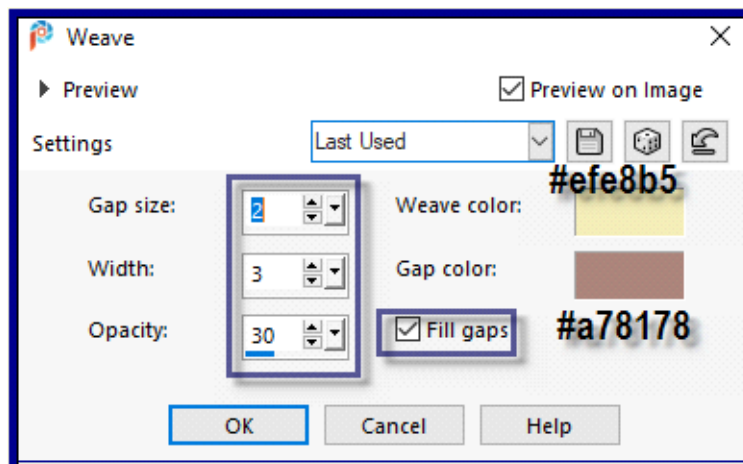 Weave
Preview
Preview on Image
Settings
Last Used
#efe8b5
Gap size:
2
Weave color:
Width:
3
Gap color:
#a78178
Opacity:
30
Fill gaps
OK
Cancel
Help